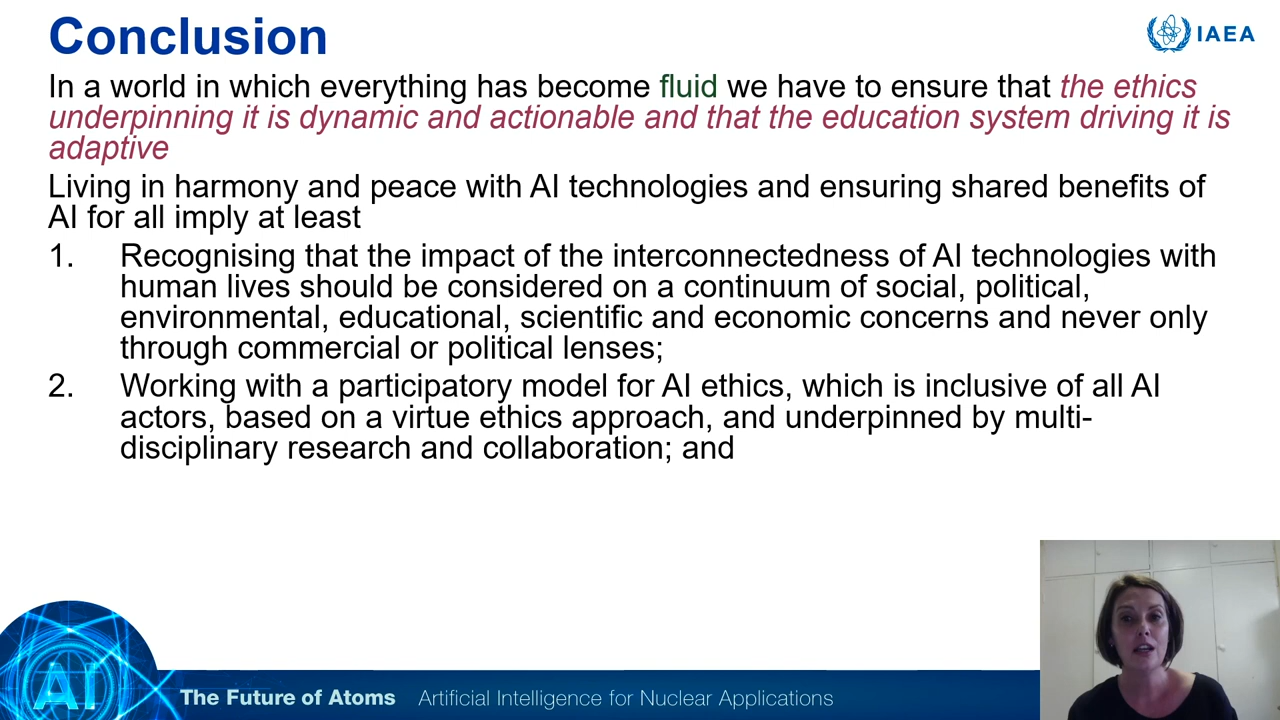 Conclusion
IAEA
In a world in which everything has become fluid we have to ensure that the ethics
underpinning it is dynamic and actionable and that the education system driving it is
adaptive
Living in harmony and peace with AI technologies and ensuring shared benefits of
AI for all imply at least
1. Recognising that the impact of the interconnectedness of AI technologies with
human lives should be considered on a continuum of social, political,
environmental, educational, scientific and economic concerns and never only
through commercial or political lenses;
2. Working with a participatory model for AI ethics, which is inclusive of all AI
actors, based on a virtue ethics approach, and underpinned by multi-
disciplinary research and collaboration; and
AI
The Future of Atoms Artificial Intelligence for Nuclear Applications